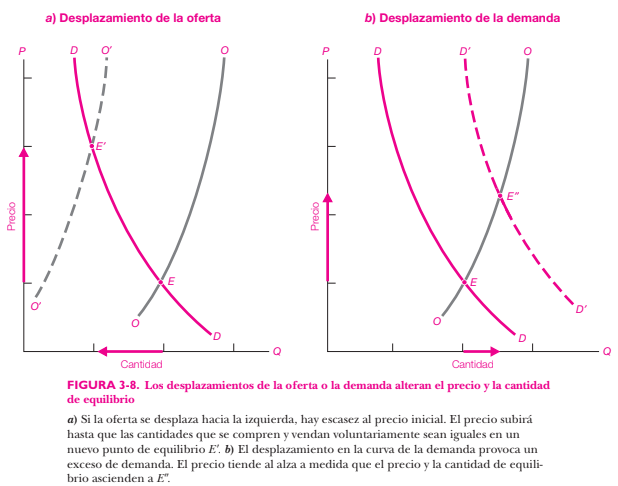 a) Desplazamiento de la oferta
P D O' O
E'
Precio
E
O'
O
D
Q
Cantidad
b) Desplazamiento de la demanda
P D D' O
E"
Precio
E
D'
O
D
Q
Cantidad
FIGURA 3-8. Los desplazamientos de la oferta o la demanda alteran el precio y la cantidad
de equilibrio
a) Si la oferta se desplaza hacia la izquierda, hay escasez al precio inicial. El precio subirá
hasta que las cantidades que se compren y vendan voluntariamente sean iguales en un
nuevo punto de equilibrio E'. b) El desplazamiento en la curva de la demanda provoca un
exceso de demanda. El precio tiende al alza a medida que el precio y la cantidad de equili-
brio ascienden a E".